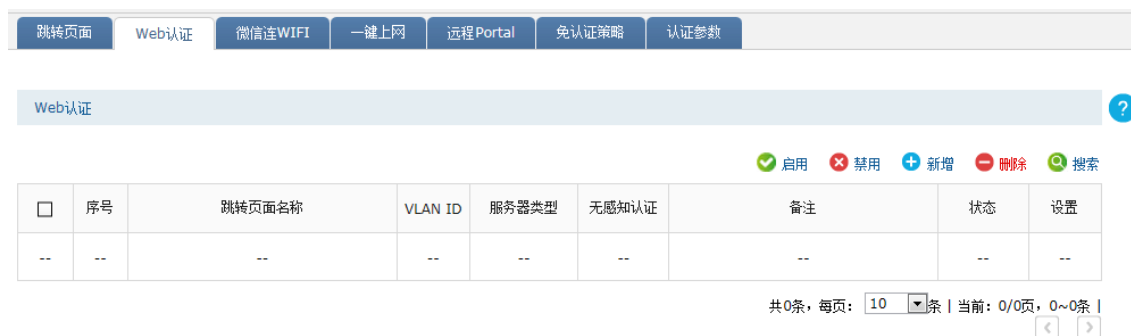 跳转页面 Web认证 微信连WIFI 一键上网 远程Portal 免认证策略 认证参数
Web认证 ?
启用 禁用 新增 删除 搜索
序号 跳转页面名称 VLAN ID 服务器类型 无感知认证 备注 状态 设置
-- -- -- -- -- -- -- -- --
共0条，每页： 10 条 | 当前：0/0页，0~0条 |
< >